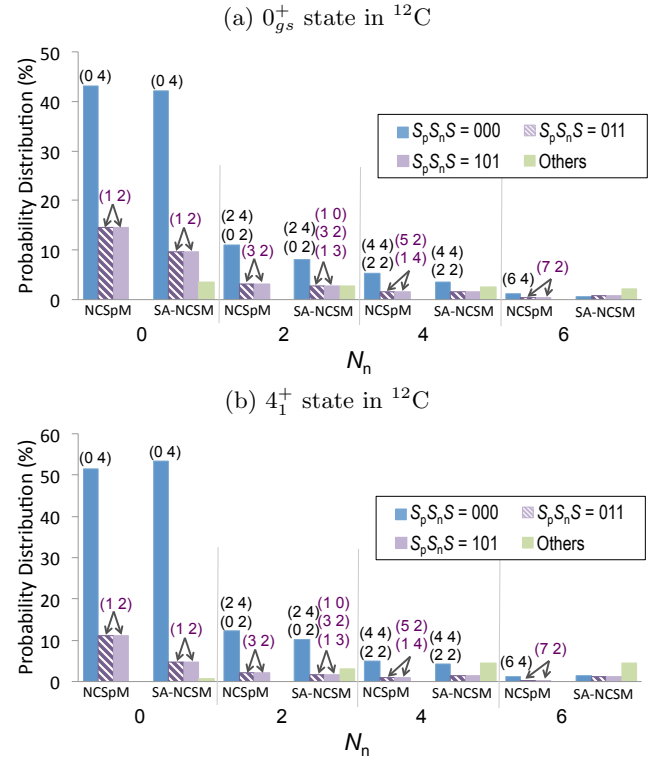 (a) 0⁺gs state in ¹²C
Probability Distribution (%)
50
40
30
20
10
0
(0 4)
(0 4)
(1 2)
(1 2)
(2 4)
(0 2)
(3 2)
(2 4)
(0 2)
(1 0)
(3 2)
(1 3)
(4 4)
(2 2)
(5 2)
(1 4)
(4 4)
(2 2)
(6 4)
(7 2)
SpSnS = 000
SpSnS = 011
SpSnS = 101
Others
NCSpM SA-NCSM NCSpM SA-NCSM NCSpM SA-NCSM NCSpM SA-NCSM
0 2 4 6
Nn
(b) 4⁺1 state in ¹²C
Probability Distribution (%)
60
50
40
30
20
10
0
(0 4)
(0 4)
(1 2)
(1 2)
(2 4)
(0 2)
(3 2)
(2 4)
(0 2)
(1 0)
(3 2)
(1 3)
(4 4)
(2 2)
(5 2)
(1 4)
(4 4)
(2 2)
(6 4)
(7 2)
SpSnS = 000
SpSnS = 011
SpSnS = 101
Others
NCSpM SA-NCSM NCSpM SA-NCSM NCSpM SA-NCSM NCSpM SA-NCSM
0 2 4 6
Nn